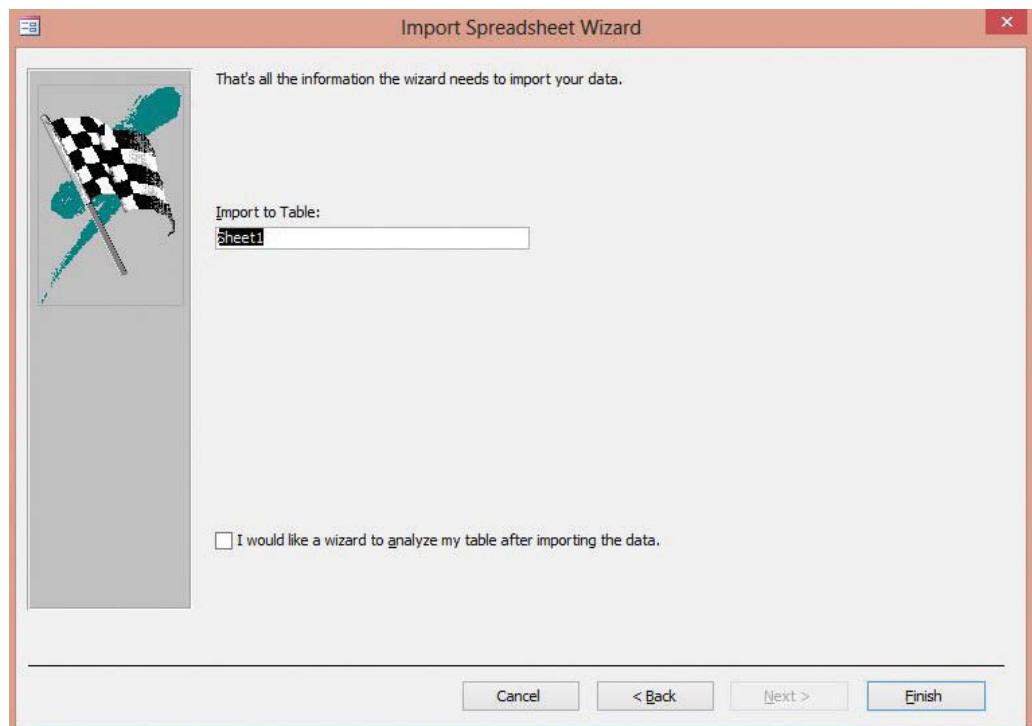 Import Spreadsheet Wizard
That's all the information the wizard needs to import your data.
Import to Table:
Sheet1
I would like a wizard to analyze my table after importing the data.
Cancel
< Back
Next >
Finish